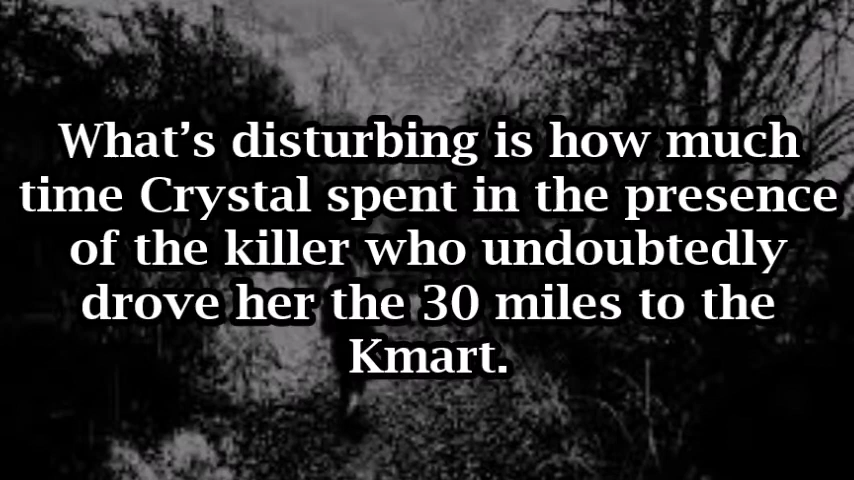 What’s disturbing is how much
time Crystal spent in the presence
of the killer who undoubtedly
drove her the 30 miles to the
Kmart.